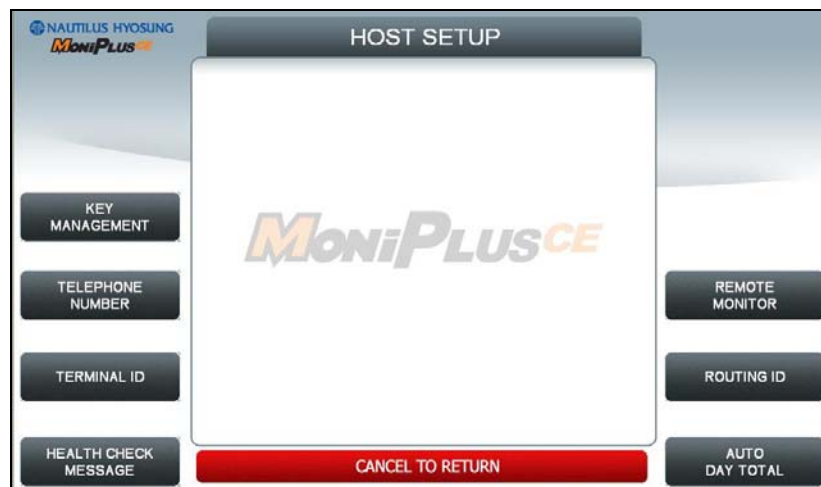 NAUTILUS HYOSUNG
MoniPlusCE
HOST SETUP
KEY
MANAGEMENT
MoniPlusCE
TELEPHONE
NUMBER
REMOTE
MONITOR
TERMINAL ID
ROUTING ID
HEALTH CHECK
MESSAGE
CANCEL TO RETURN
AUTO
DAY TOTAL